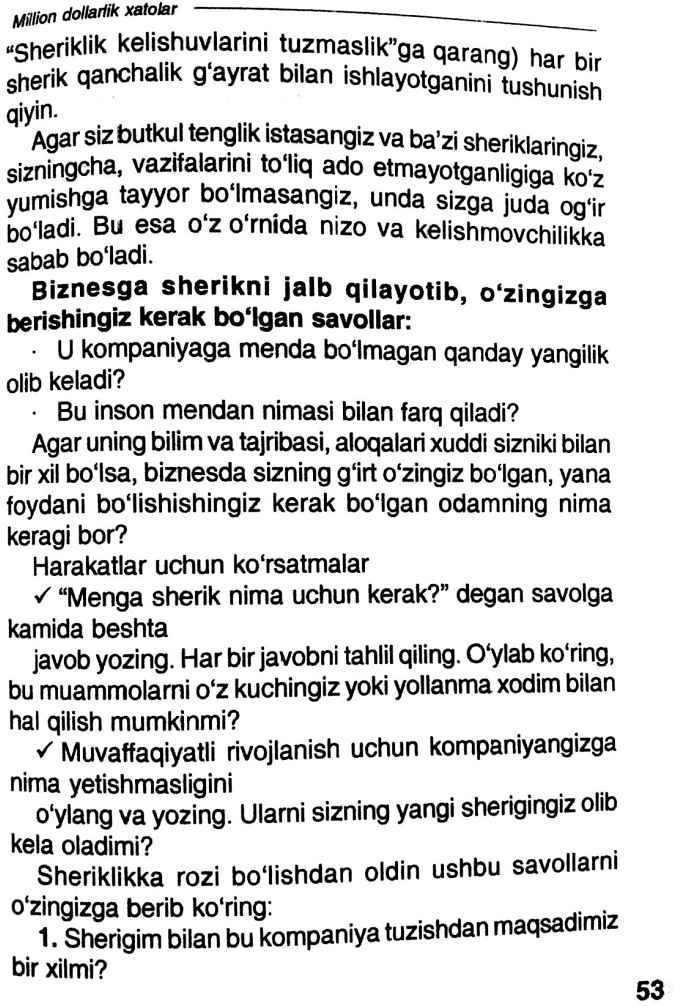 Million dollarlik xatolar
“Sheriklik kelishuvlarini tuzmaslik”ga qarang) har bir
sherik qanchalik g‘ayrat bilan ishlayotganini tushunish
qiyin.
Agar siz butkul tenglik istasangiz va ba’zi sheriklaringiz,
sizningcha, vazifalarini to‘liq ado etmayotganligiga ko‘z
yumishga tayyor bo‘lmasangiz, unda sizga juda og‘ir
bo‘ladi. Bu esa o‘z o‘rnida nizo va kelishmovchilikka
sabab bo‘ladi.
Biznesga sherikni jalb qilayotib, o‘zingizga
berishingiz kerak bo‘lgan savollar:
· U kompaniyaga menda bo‘lmagan qanday yangilik
olib keladi?
· Bu inson mendan nimasi bilan farq qiladi?
Agar uning bilim va tajribasi, aloqalari xuddi sizniki bilan
bir xil bo‘lsa, biznesda sizning g‘irt o‘zingiz bo‘lgan, yana
foydani bo‘lishishingiz kerak bo‘lgan odamning nima
keragi bor?
Harakatlar uchun ko‘rsatmalar
✓ “Menga sherik nima uchun kerak?” degan savolga
kamida beshta
javob yozing. Har bir javobni tahlil qiling. O‘ylab ko‘ring,
bu muammolarni o‘z kuchingiz yoki yollanma xodim bilan
hal qilish mumkinmi?
✓ Muvaffaqiyatli rivojlanish uchun kompaniyangizga
nima yetishmasligini
o‘ylang va yozing. Ularni sizning yangi sherigingiz olib
kela oladimi?
Sheriklikka rozi bo‘lishdan oldin ushbu savollarni
o‘zingizga berib ko‘ring:
1. Sherigim bilan bu kompaniya tuzishdan maqsadimiz
bir xilmi?
53